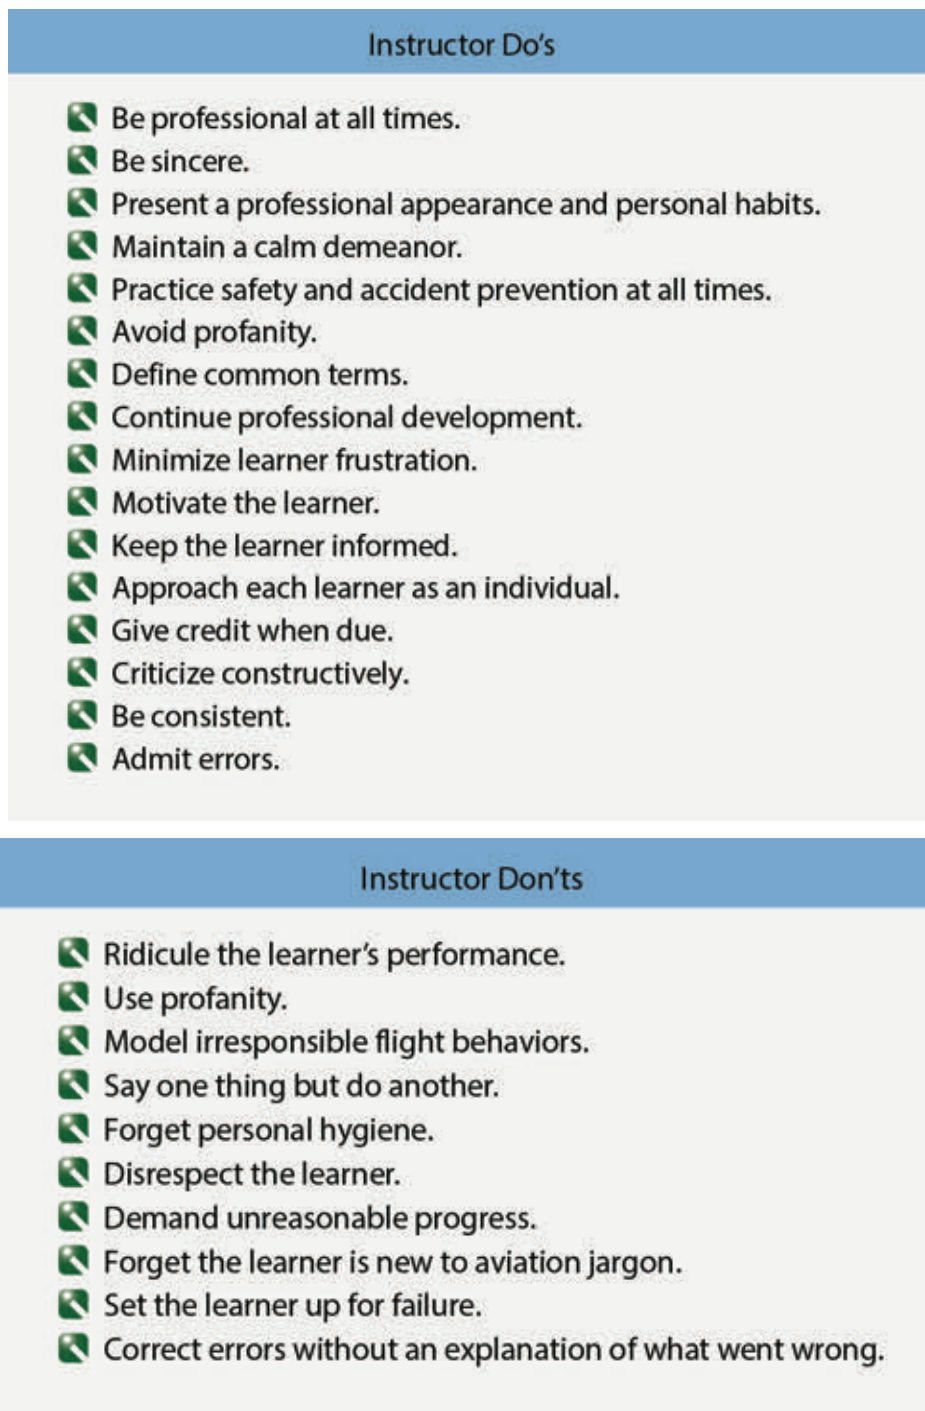 Instructor Do's
Be professional at all times.
Be sincere.
Present a professional appearance and personal habits.
Maintain a calm demeanor.
Practice safety and accident prevention at all times.
Avoid profanity.
Define common terms.
Continue professional development.
Minimize learner frustration.
Motivate the learner.
Keep the learner informed.
Approach each learner as an individual.
Give credit when due.
Criticize constructively.
Be consistent.
Admit errors.
Instructor Don'ts
Ridicule the learner's performance.
Use profanity.
Model irresponsible flight behaviors.
Say one thing but do another.
Forget personal hygiene.
Disrespect the learner.
Demand unreasonable progress.
Forget the learner is new to aviation jargon.
Set the learner up for failure.
Correct errors without an explanation of what went wrong.